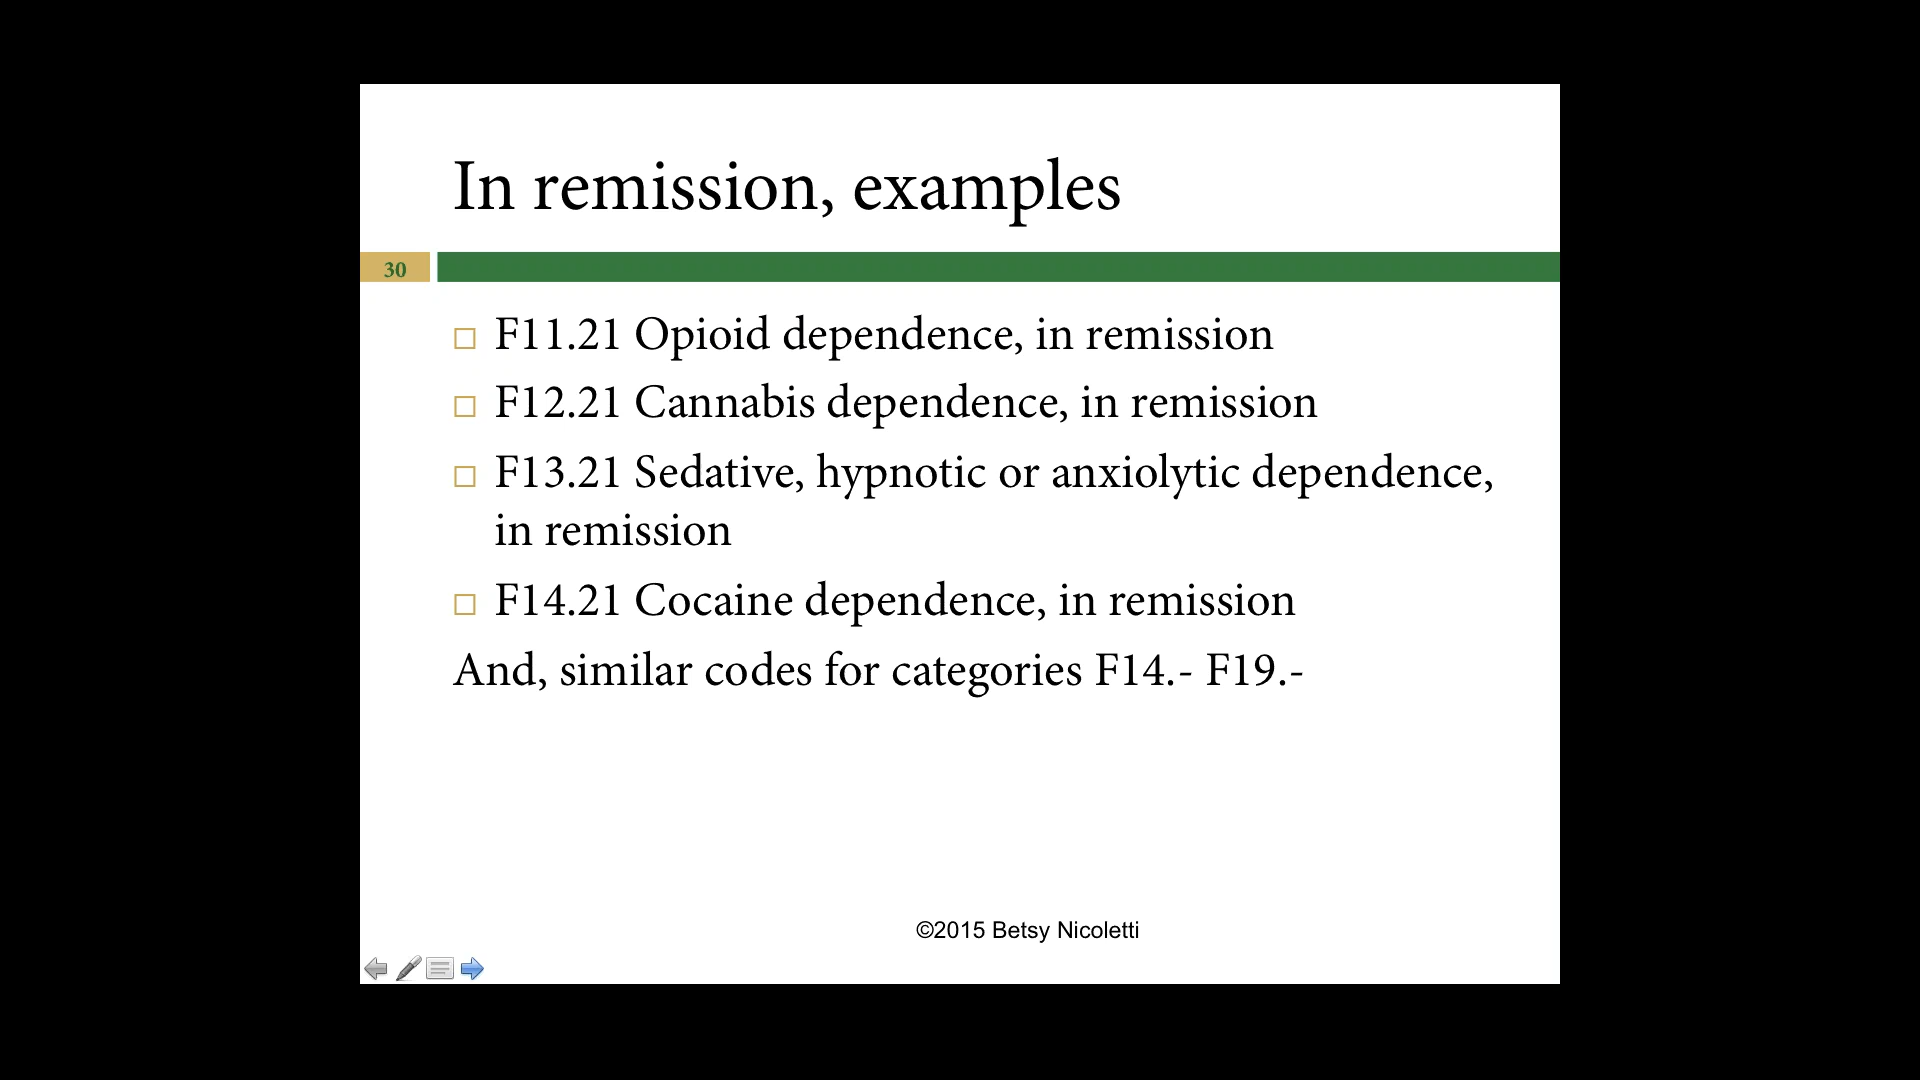 In remission, examples
30
F11.21 Opioid dependence, in remission
F12.21 Cannabis dependence, in remission
F13.21 Sedative, hypnotic or anxiolytic dependence,
in remission
F14.21 Cocaine dependence, in remission
And, similar codes for categories F14.- F19.-
©2015 Betsy Nicoletti